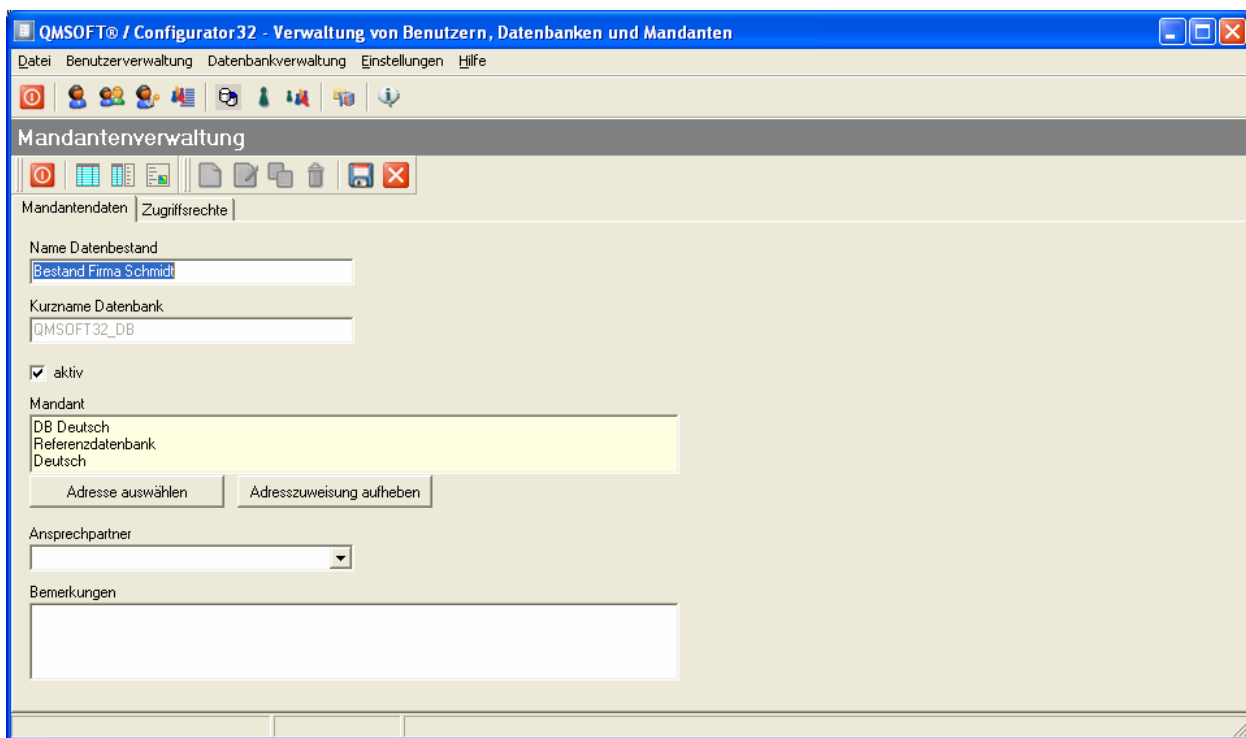 QMSOFT® / Configurator32 - Verwaltung von Benutzern, Datenbanken und Mandanten
Datei Benutzerverwaltung Datenbankverwaltung Einstellungen Hilfe
Mandantenverwaltung
Mandantendaten Zugriffsrechte
Name Datenbestand
Bestand Firma Schmidt
Kurzname Datenbank
QMSOFT32_DB
aktiv
Mandant
DB Deutsch
Referenzdatenbank
Deutsch
Adresse auswählen Adresszuweisung aufheben
Ansprechpartner
Bemerkungen